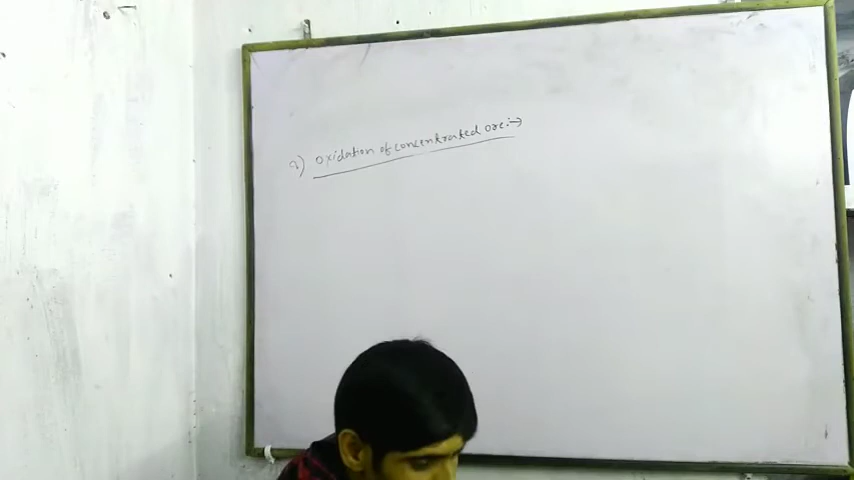 2) Oxidation of concentrated ore:→